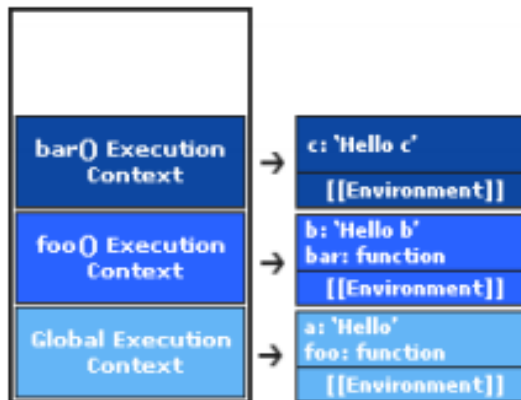 bar() Execution
Context
c: 'Hello c'
[[Environment]]
foo() Execution
Context
b: 'Hello b'
bar: function
[[Environment]]
Global Execution
Context
a: 'Hello'
foo: function
[[Environment]]